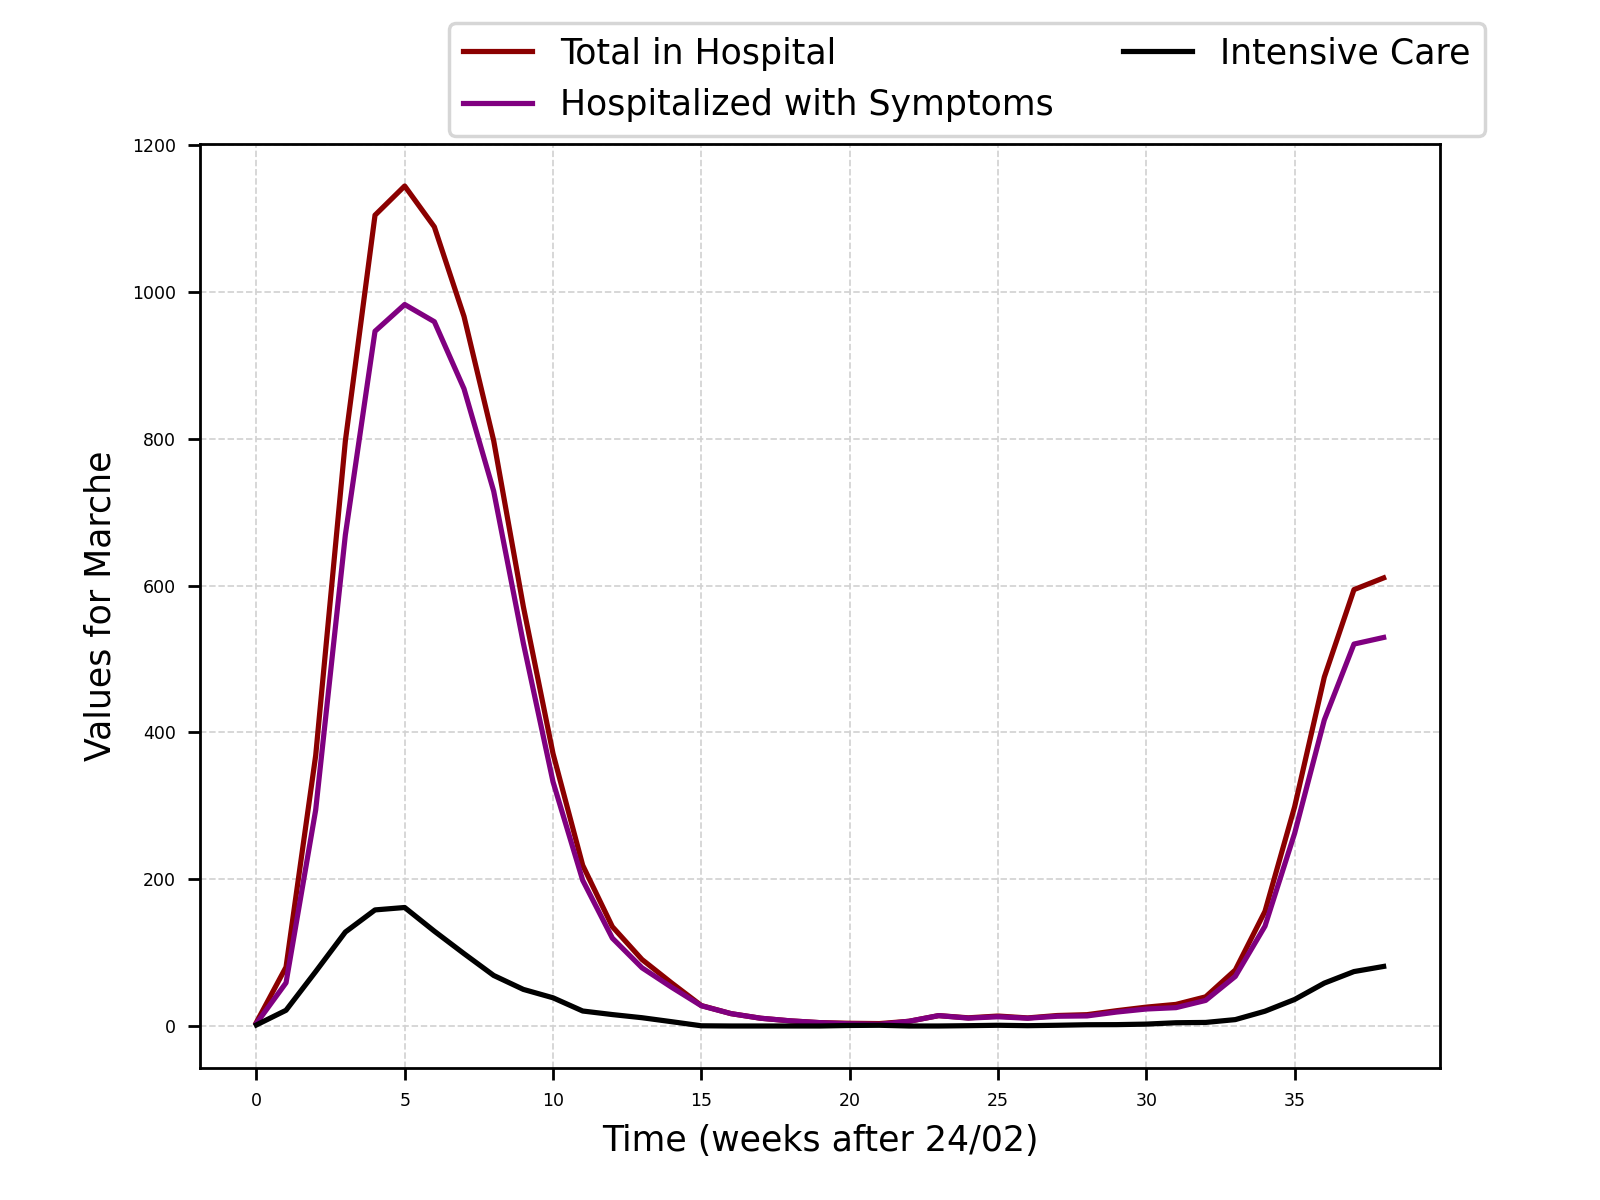 Total in Hospital
Hospitalized with Symptoms
Intensive Care
1200
1000
800
600
400
200
0
Values for Marche
0 5 10 15 20 25 30 35
Time (weeks after 24/02)